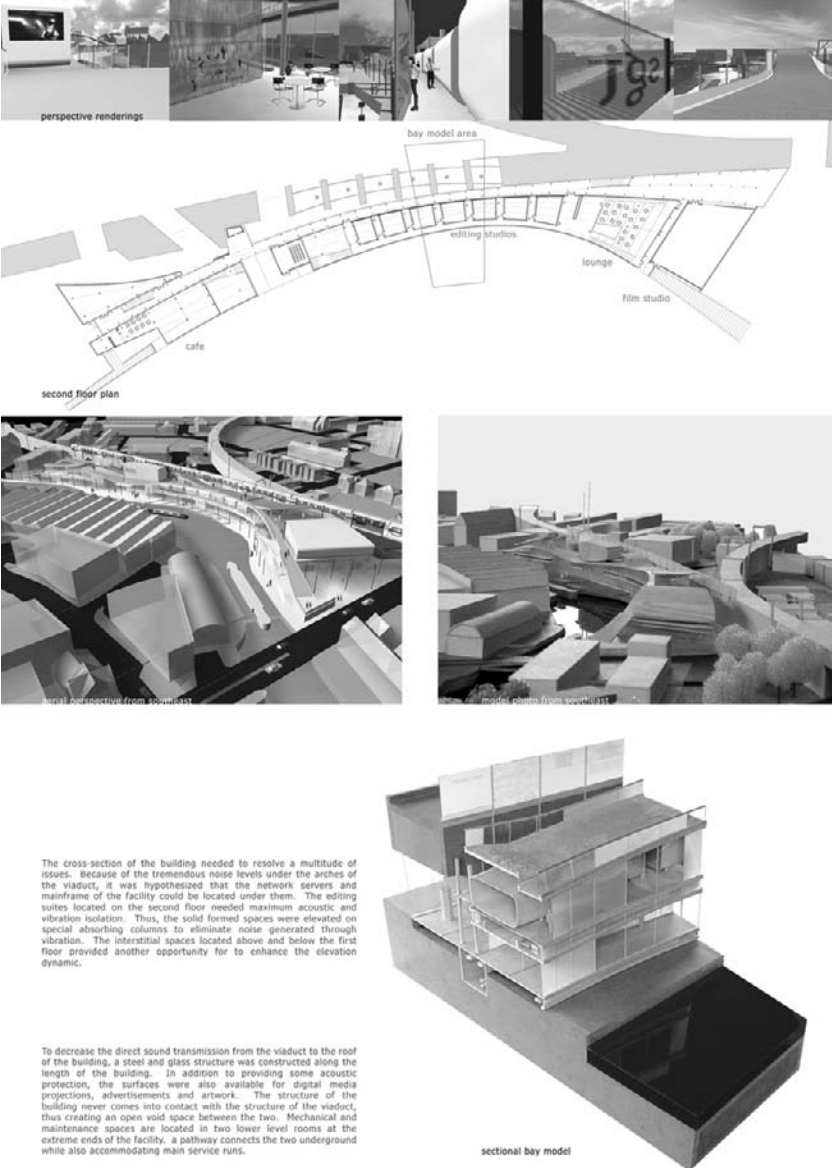 perspective renderings
bay model area
editing studios
lounge
film studio
cafe
second floor plan
aerial perspective from southeast
model photo from southeast
The cross-section of the building needed to resolve a multitude of
issues. Because of the tremendous noise levels under the arches of
the viaduct, it was hypothesized that the network servers and
mainframe of the facility could be located under them. The editing
suites located on the second floor needed maximum acoustic and
vibration isolation. Thus, the solid formed spaces were elevated on
special absorbing columns to eliminate noise generated through
vibration. The interstitial spaces located above and below the first
floor provided another opportunity for to enhance the elevation
dynamic.
To decrease the direct sound transmission from the viaduct to the roof
of the building, a steel and glass structure was constructed along the
length of the building. In addition to providing some acoustic
protection, the surfaces were also available for digital media
projections, advertisements and artwork. The structure of the
building never comes into contact with the structure of the viaduct,
thus creating an open void space between the two. Mechanical and
maintenance spaces are located in two lower level rooms at the
extreme ends of the facility. a pathway connects the two underground
while also accommodating main service runs.
sectional bay model